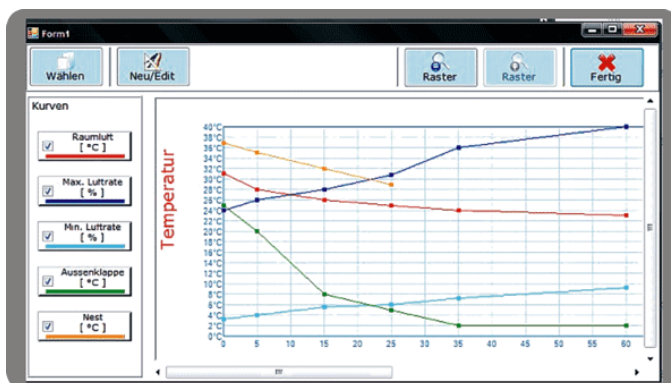 Form1
Wählen
Neu/Edit
Raster
Raster
Fertig
Kurven
Raumluft
[ °C ]
Max. Luftrate
[ % ]
Min. Luftrate
[ % ]
Aussenklappe
[ °C ]
Nest
[ °C ]
Temperatur
40°C
38°C
36°C
34°C
32°C
30°C
28°C
26°C
24°C
22°C
20°C
18°C
16°C
14°C
12°C
10°C
8°C
6°C
4°C
2°C
0°C
0 5 10 15 20 25 30 35 40 45 50 55 60